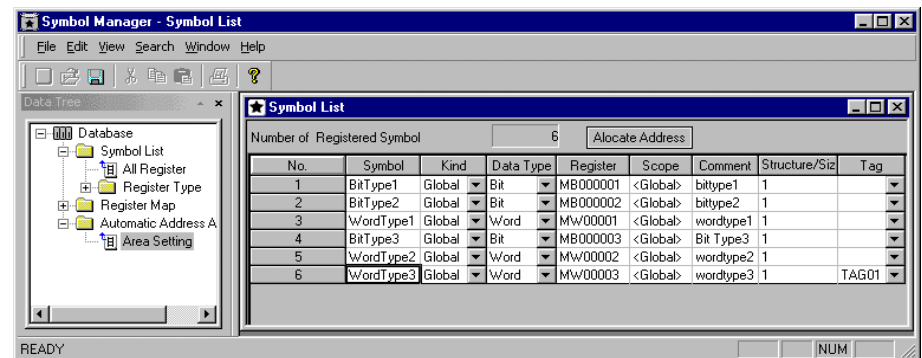 Symbol Manager - Symbol List
File Edit View Search Window Help
Data Tree
Database
Symbol List
All Register
Register Type
Register Map
Automatic Address A
Area Setting
Symbol List
Number of Registered Symbol 6 Alocate Address
No. Symbol Kind Data Type Register Scope Comment Structure/Siz Tag
1 BitType1 Global Bit MB000001 <Global> bittype1 1
2 BitType2 Global Bit MB000002 <Global> bittype2 1
3 WordType1 Global Word MW00001 <Global> wordtype1 1
4 BitType3 Global Bit MB000003 <Global> Bit Type3 1
5 WordType2 Global Word MW00002 <Global> wordtype2 1
6 WordType3 Global Word MW00003 <Global> wordtype3 1 TAG01
READY NUM